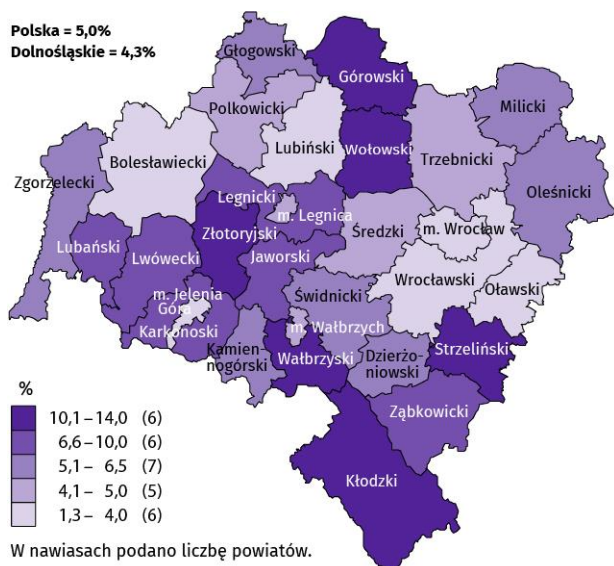 Polska = 5,0%
Dolnośląskie = 4,3%
Głogowski
Górowski
Milicki
Polkowicki
Lubiński
Wołowski
Trzebnicki
Bolesławiecki
Zgorzelecki
Oleśnicki
Legnicki
m. Legnica
Złotoryjski
Średzki
m. Wrocław
Lubański
Lwówecki
Jaworski
Wrocławski
Oławski
m. Jelenia
Góra
Karkonoski
Świdnicki
m. Wałbrzych
Kamien-
nogórski
Wałbrzyski
Dzierżo-
niowski
Strzeliński
Ząbkowicki
Kłodzki
%
10,1 – 14,0 (6)
6,6 – 10,0 (6)
5,1 – 6,5 (7)
4,1 – 5,0 (5)
1,3 – 4,0 (6)
W nawiasach podano liczbę powiatów.